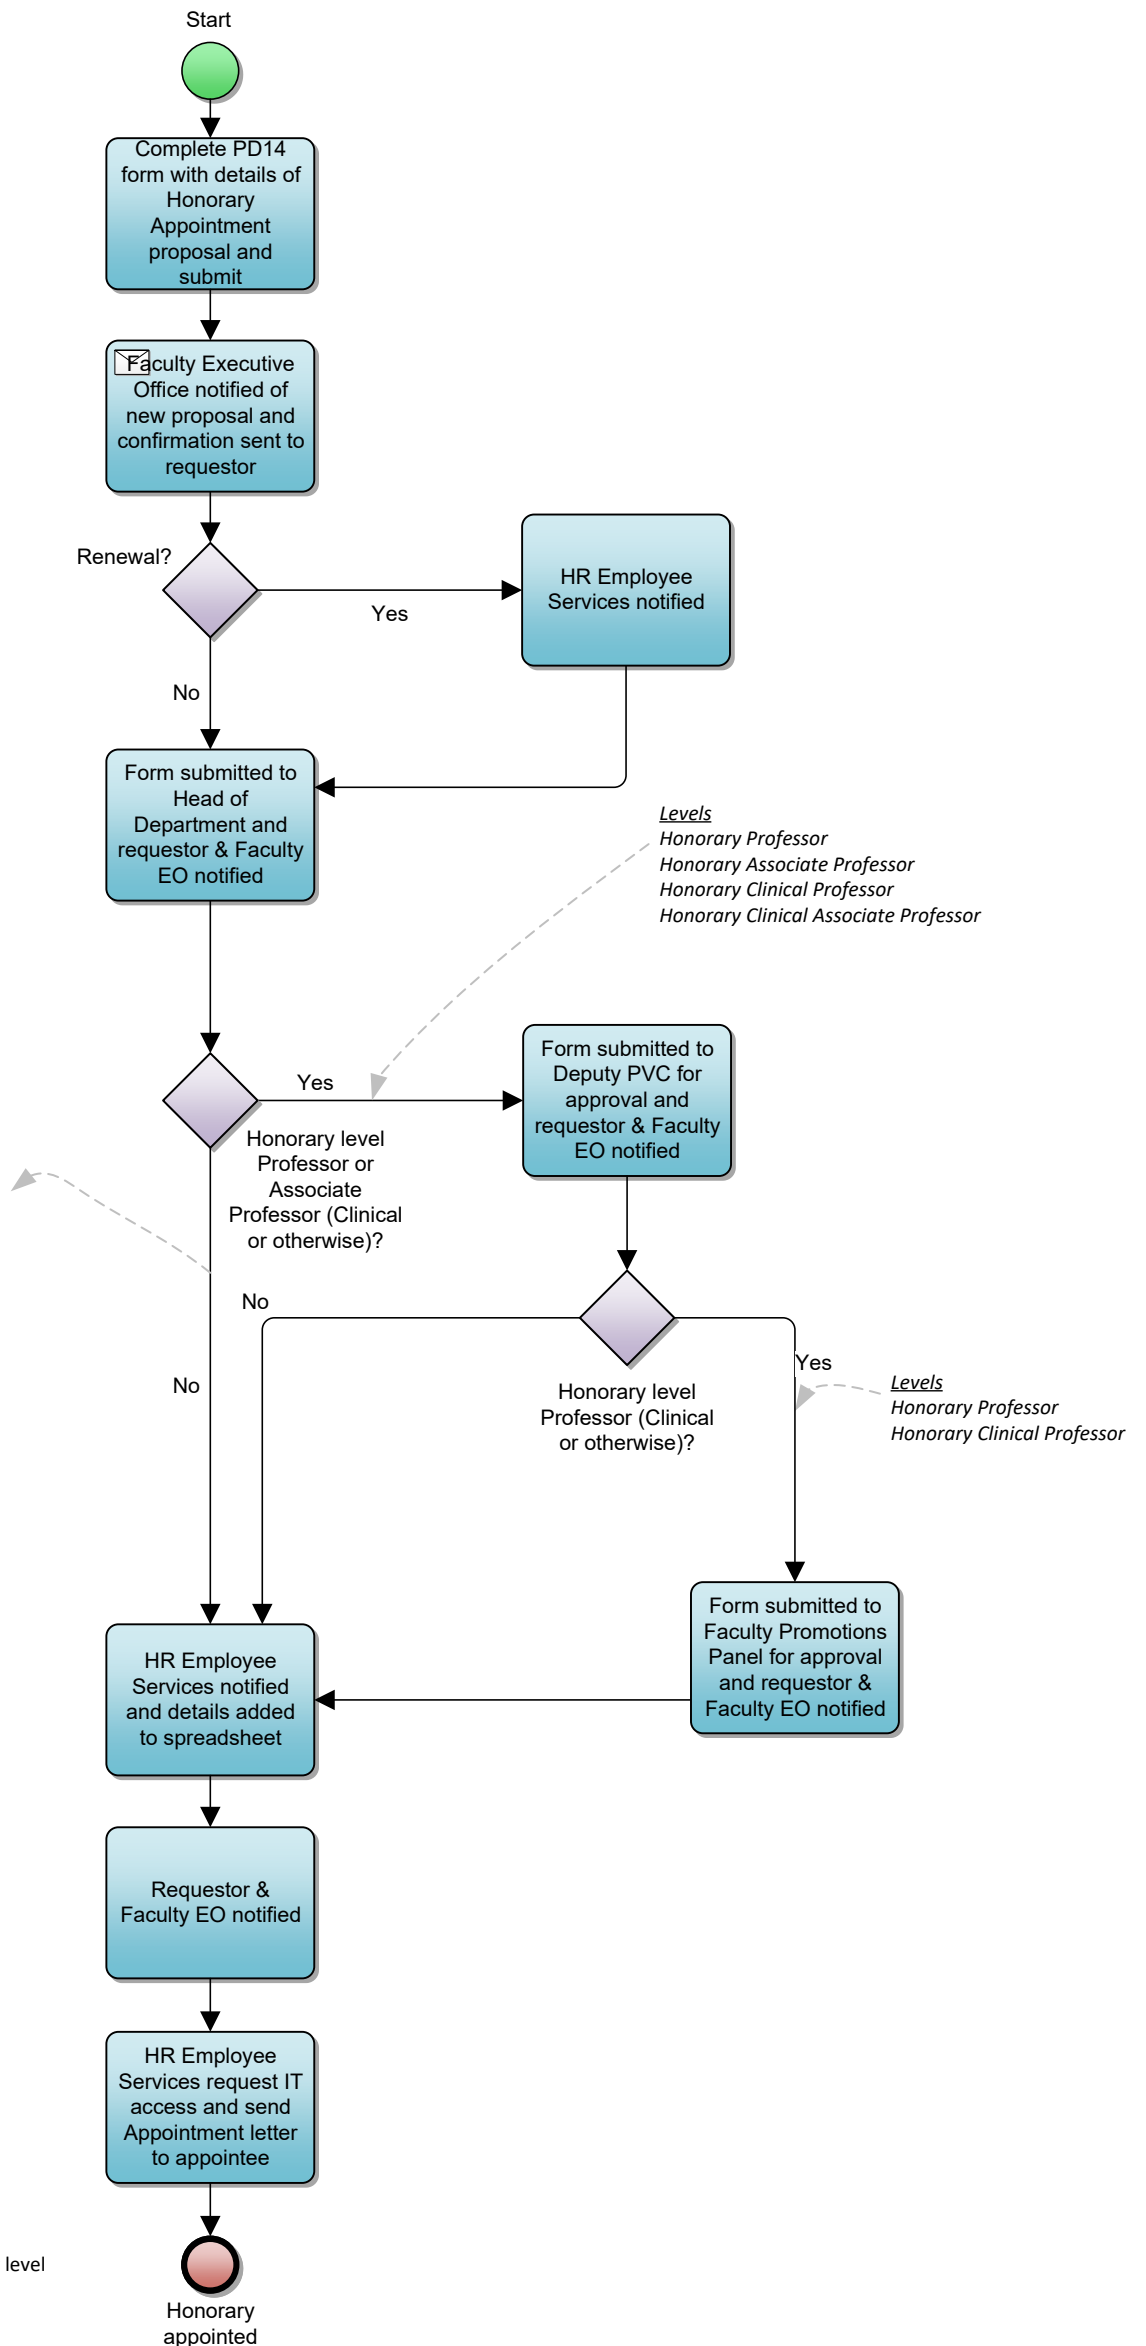 Start
Complete PD14
form with details of
Honorary
Appointment
proposal and
submit
Faculty Executive
Office notified of
new proposal and
confirmation sent to
requestor
Renewal?
Yes
HR Employee
Services notified
No
Form submitted to
Head of
Department and
requestor & Faculty
EO notified
Levels
Honorary Professor
Honorary Associate Professor
Honorary Clinical Professor
Honorary Clinical Associate Professor
Yes
Form submitted to
Deputy PVC for
approval and
requestor & Faculty
EO notified
Honorary level
Professor or
Associate
Professor (Clinical
or otherwise)?
No
No
Honorary level
Professor (Clinical
or otherwise)?
Yes
Levels
Honorary Professor
Honorary Clinical Professor
Form submitted to
Faculty Promotions
Panel for approval
and requestor &
Faculty EO notified
HR Employee
Services notified
and details added
to spreadsheet
Requestor &
Faculty EO notified
HR Employee
Services request IT
access and send
Appointment letter
to appointee
level
Honorary
appointed